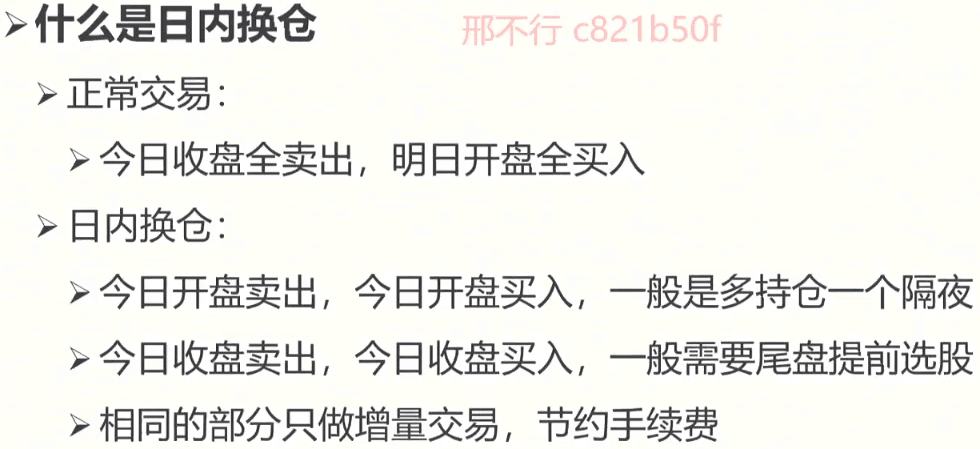 ➢什么是日内换仓
邢不行 c821b50f
➢正常交易：
➢今日收盘全卖出，明日开盘全买入
➢日内换仓：
➢今日开盘卖出，今日开盘买入，一般是多持仓一个隔夜
➢今日收盘卖出，今日收盘买入，一般需要尾盘提前选股
➢相同的部分只做增量交易，节约手续费